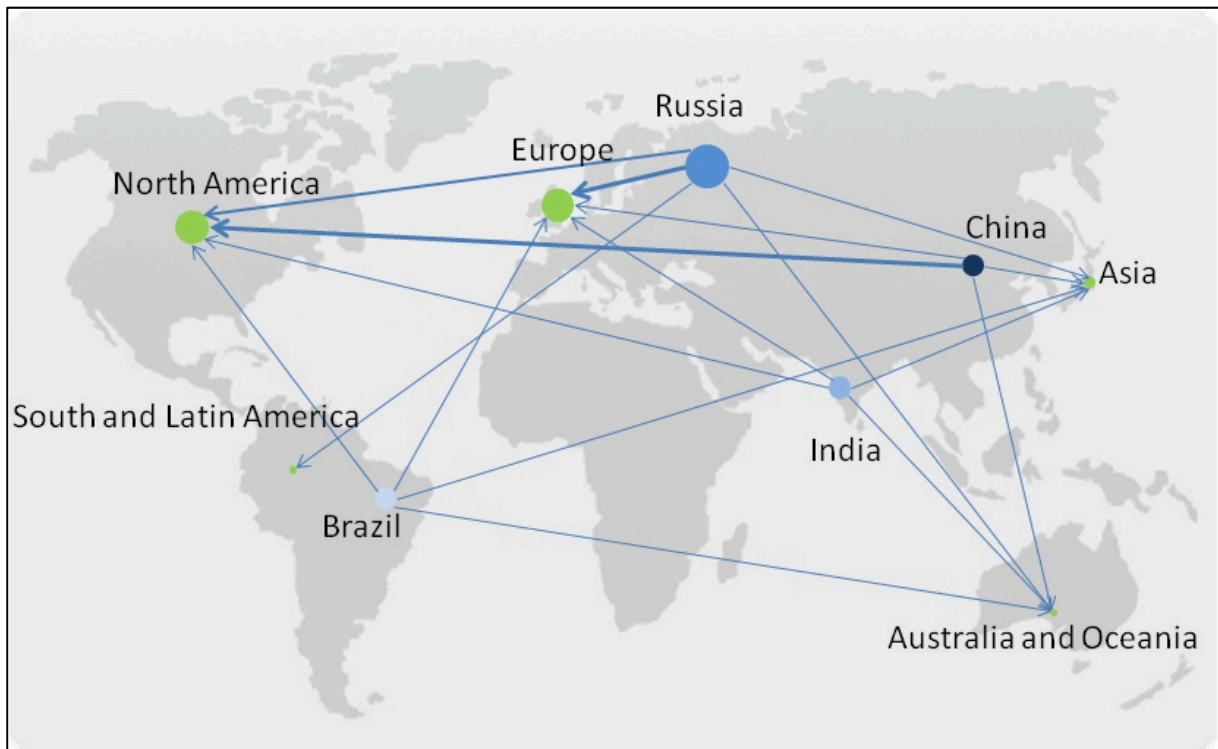 Russia
Europe
North America
China
Asia
South and Latin America
India
Brazil
Australia and Oceania